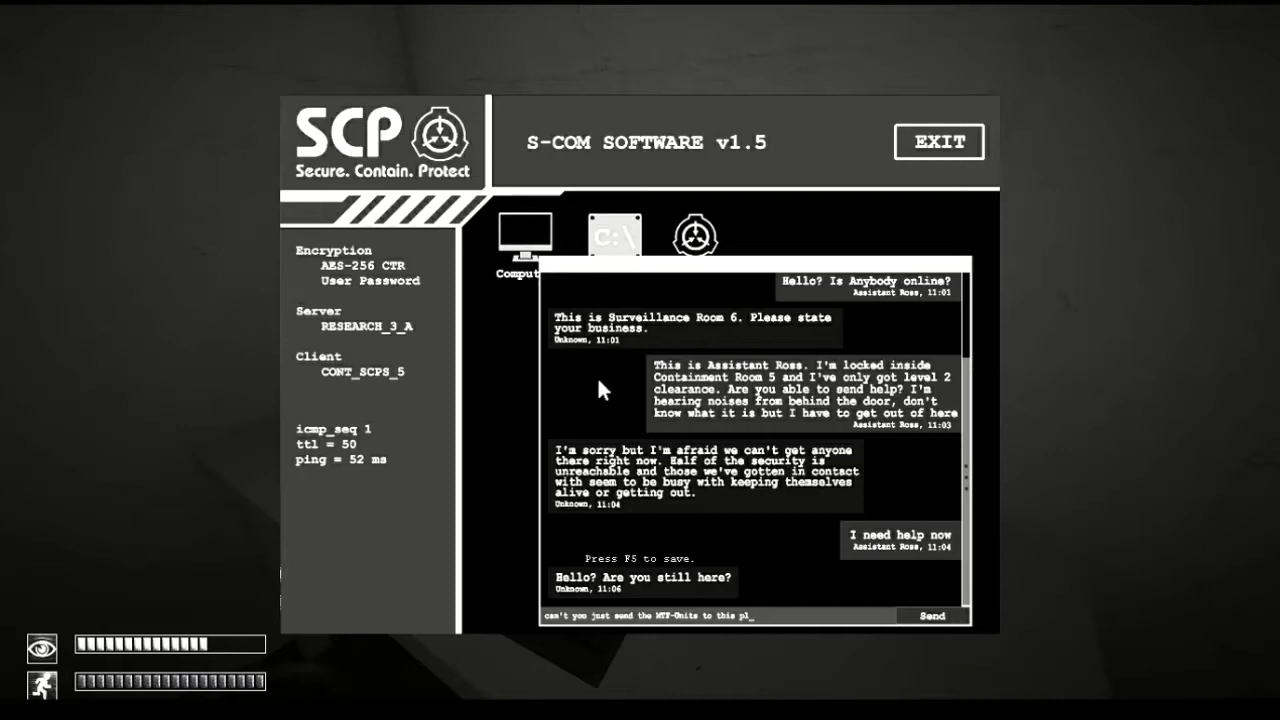 SCP
Secure. Contain. Protect
S-COM SOFTWARE v1.5
EXIT
Encryption
AES-256 CTR
User Password
Server
RESEARCH_3_A
Client
CONT_SCPS_5
icmp_seq 1
ttl = 50
ping = 52 ms
C:\
Comput
Hello? Is Anybody online?
Assistant Ross, 11:01
This is Surveillance Room 6. Please state
your business.
Unknown, 11:01
This is Assistant Ross. I'm locked inside
Containment Room 5 and I've only got level 2
clearance. Are you able to send help? I'm
hearing noises from behind the door, don't
know what it is but I have to get out of here
Assistant Ross, 11:03
I'm sorry but I'm afraid we can't get anyone
there right now. Half of the security is
unreachable and those we've gotten in contact
with seem to be busy with keeping themselves
alive or getting out.
Unknown, 11:04
I need help now
Assistant Ross, 11:04
Press F5 to save.
Hello? Are you still here?
Unknown, 11:06
can't you just send the MTF-Units to this pl_
Send